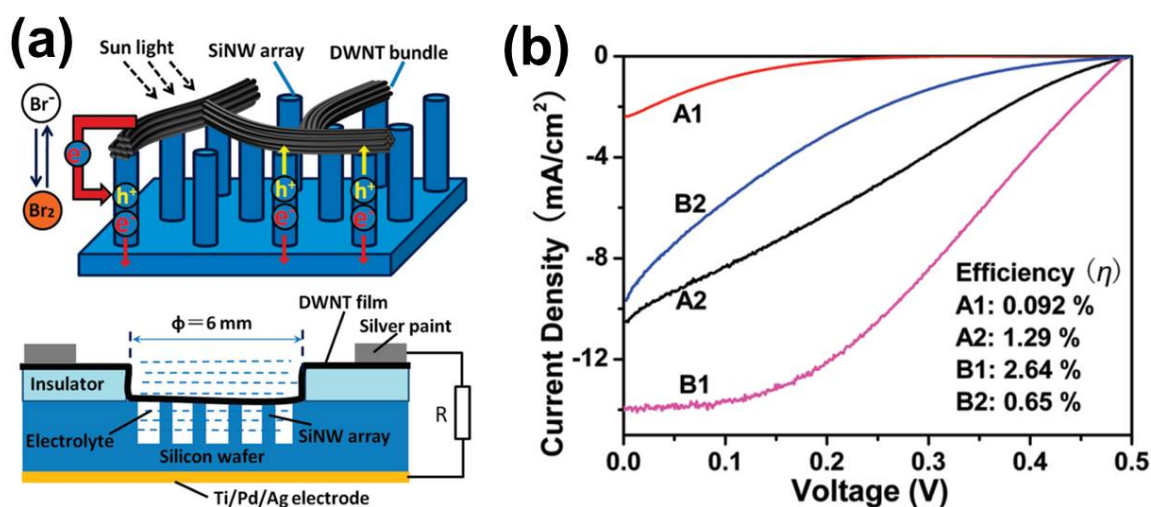 (a)
Sun light
SiNW array
DWNT bundle
Br⁻
e⁻
Br₂
h⁺
e⁻
h⁺
e⁻
h⁺
e⁻
DWNT film
Silver paint
ϕ=6 mm
Insulator
R
Electrolyte
SiNW array
Silicon wafer
Ti/Pd/Ag electrode
(b)
Current Density (mA/cm²)
0
-4
-8
-12
A1
B2
A2
B1
Efficiency (η)
A1: 0.092 %
A2: 1.29 %
B1: 2.64 %
B2: 0.65 %
0.0 0.1 0.2 0.3 0.4 0.5
Voltage (V)